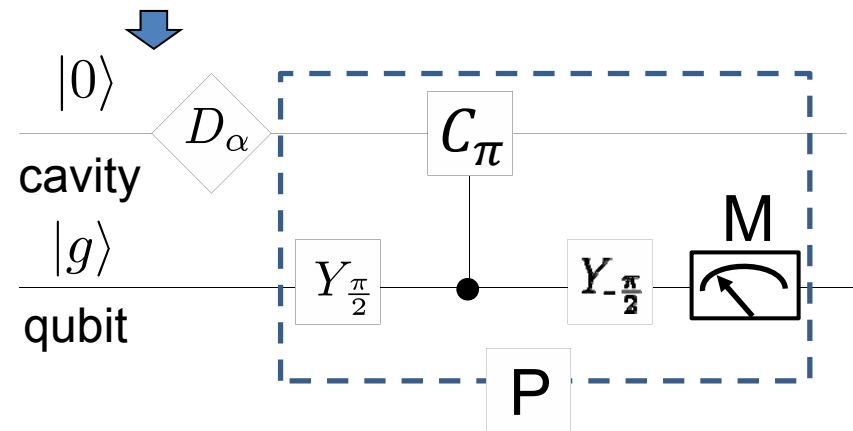 |0⟩
D_α
C_π
cavity
M
|g⟩
Y_{π/2}
Y_{-π/2}
qubit
P